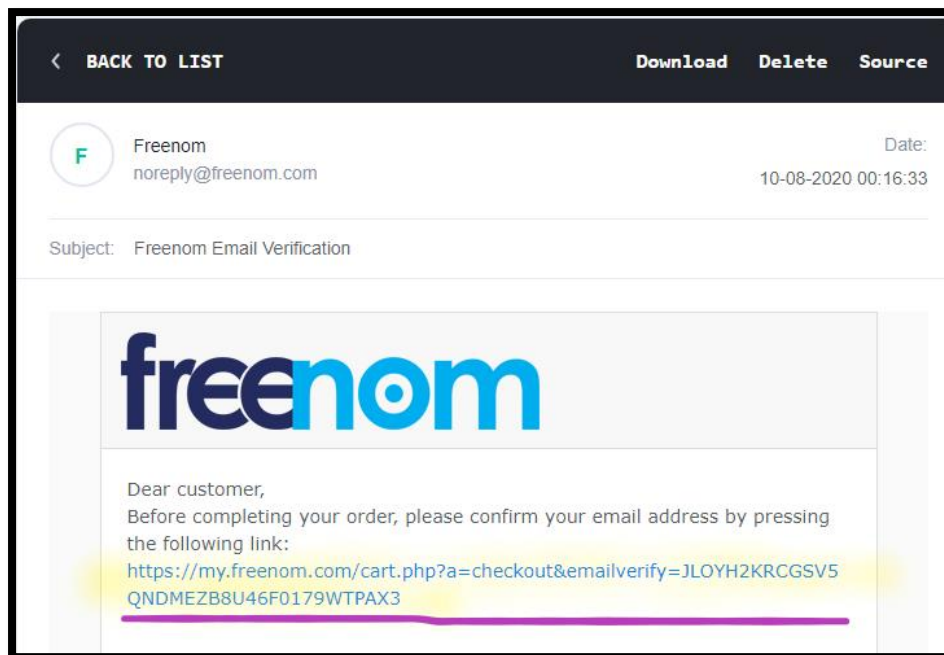 BACK TO LIST
Download Delete Source
F
Freenom
noreply@freenom.com
Date:
10-08-2020 00:16:33
Subject: Freenom Email Verification
freenom
Dear customer,
Before completing your order, please confirm your email address by pressing
the following link:
https://my.freenom.com/cart.php?a=checkout&emailverify=JLOYH2KRCGSV5
QNDMEZB8U46F0179WTPAX3